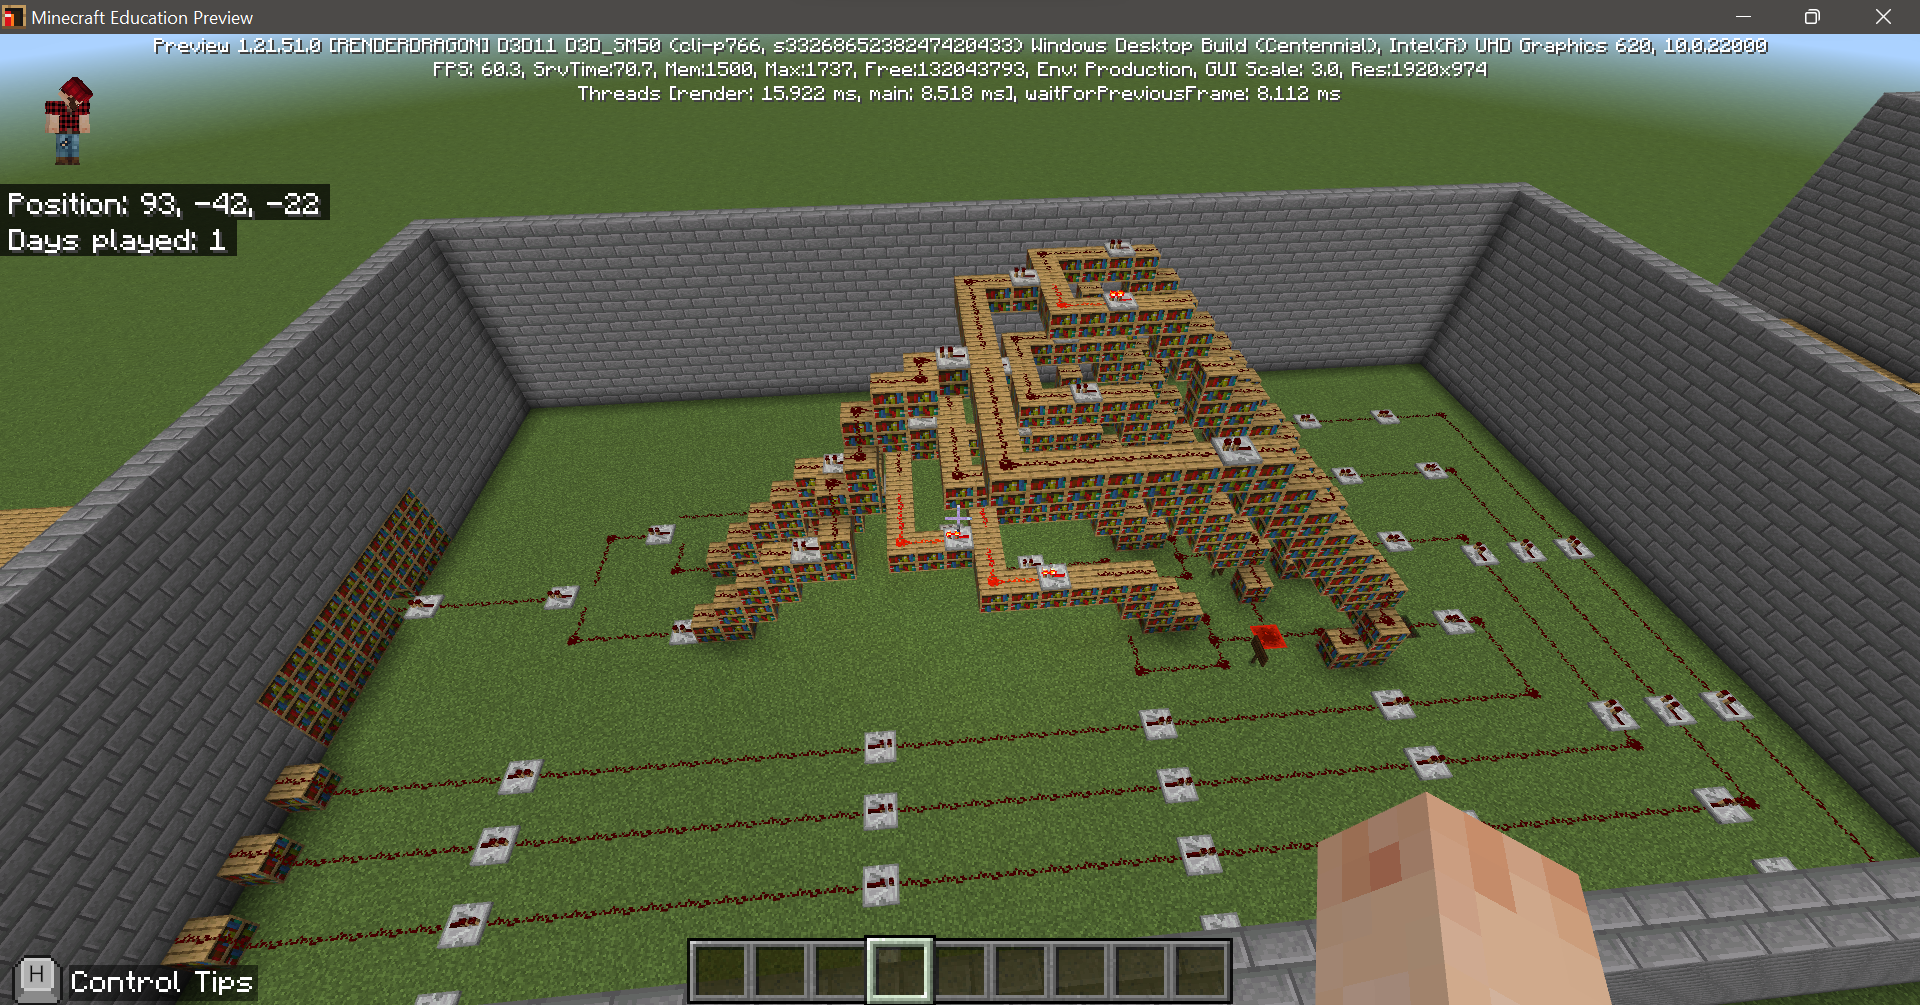 Minecraft Education Preview
Preview 1.21.51.0 [RENDERDRAGON] D3D11 D3D_SM50 (cli-p766, s3326865238247420433) Windows Desktop Build (Centennial), Intel(R) UHD Graphics 620, 10.0.22000
FPS: 60.3, SrvTime:70.7, Mem:1500, Max:1737, Free:132043793, Env: Production, GUI Scale: 3.0, Res:1920x974
Threads [render: 15.922 ms, main: 8.518 ms], waitForPreviousFrame: 8.112 ms
Position: 93, -42, -22
Days played: 1
H Control Tips